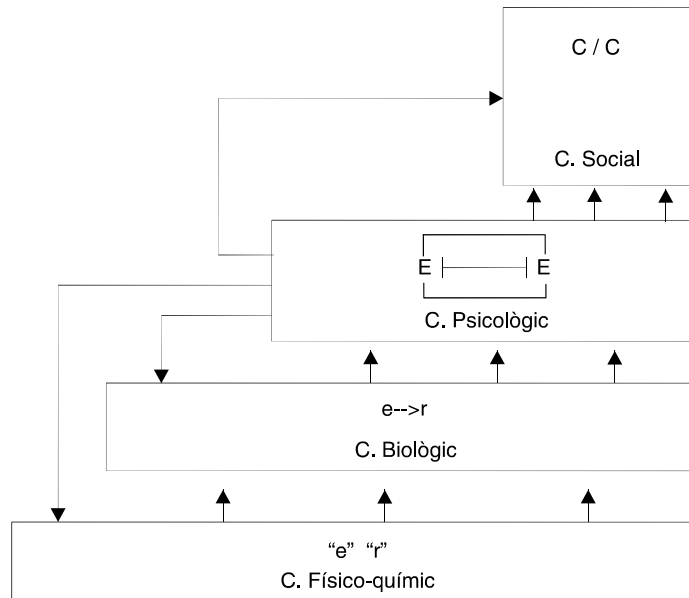 C / C
C. Social
E E
C. Psicològic
e-->r
C. Biològic
“e” “r”
C. Físico-químic